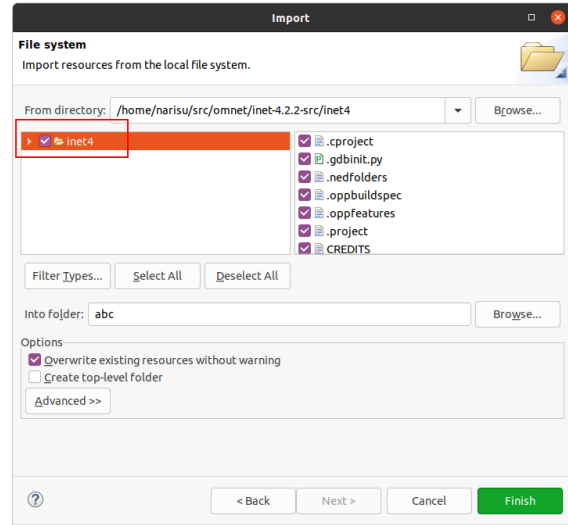 Import
File system
Import resources from the local file system.
From directory: /home/narisu/src/omnet/inet-4.2.2-src/inet4 Browse...
inet4
.cproject
.gdbinit.py
.nedfolders
.oppbuildspec
.oppfeatures
.project
CREDITS
Filter Types... Select All Deselect All
Into folder: abc Browse...
Options
Overwrite existing resources without warning
Create top-level folder
Advanced >>
? < Back Next > Cancel Finish